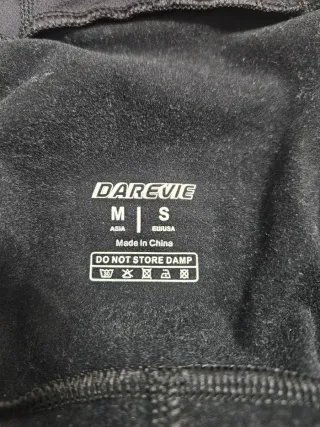 DAREVIE
M | S
ASIA EU/USA
Made in China
DO NOT STORE DAMP